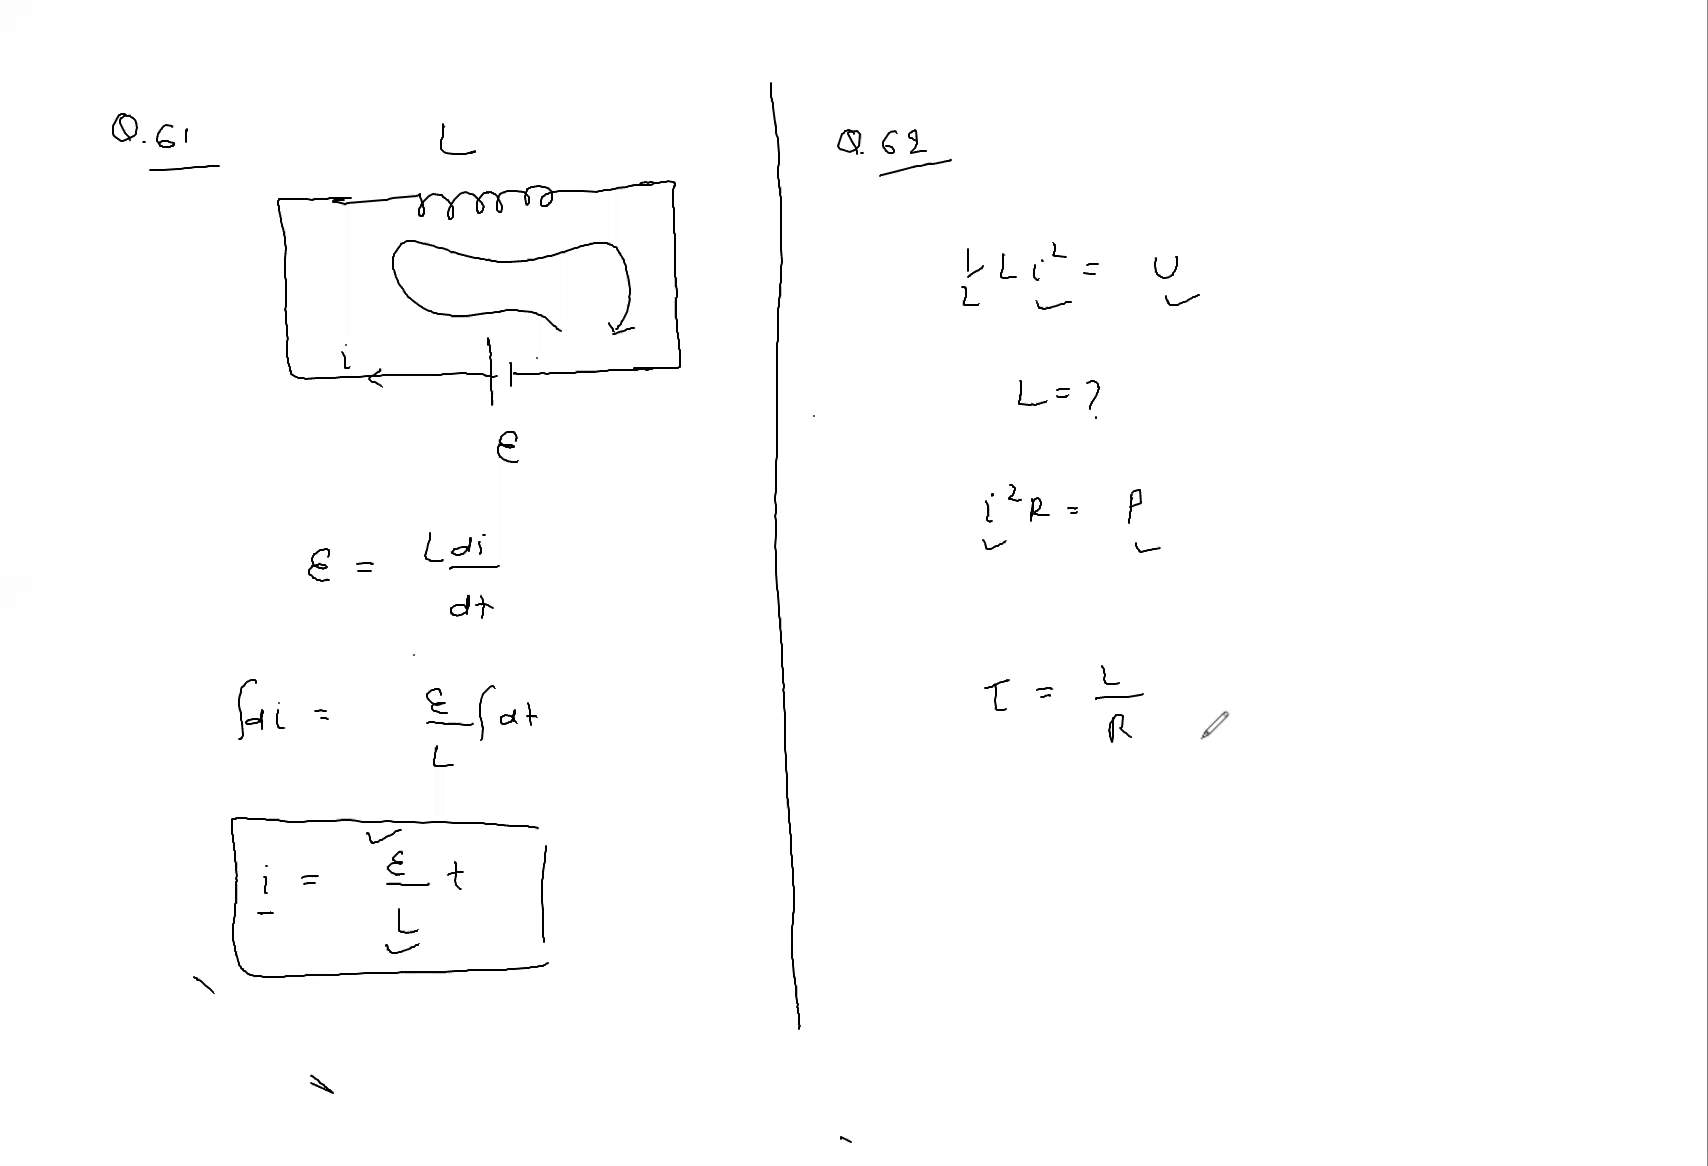 Q.61
L
i
ε
ε = L di/dt
∫di = ε/L ∫dt
i = ε/L t
Q.62
1/2 L i² = U
L = ?
i²R = P
τ = L/R